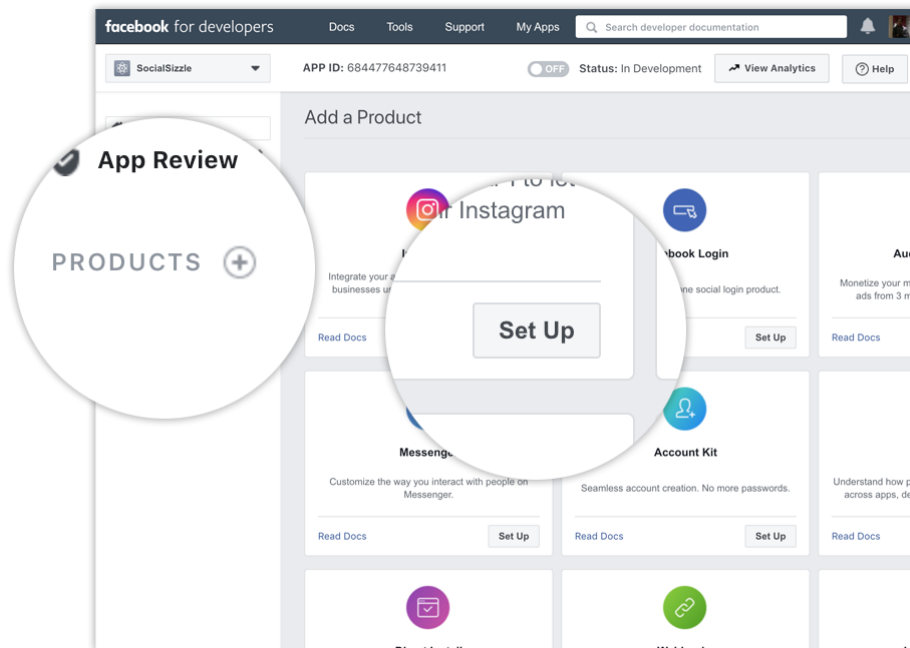 facebook for developers
Docs
Tools
Support
My Apps
Search developer documentation
SocialSizzle
APP ID: 684477648739411
OFF
Status: In Development
View Analytics
Help
Add a Product
App Review
PRODUCTS
to let
Instagram
Set Up
Integrate your
businesses
Read Docs
Login
social login product.
Set Up
Monetize your
ads from 3
Read Docs
Customize the way you interact with people on
Messenger.
Read Docs
Set Up
Account Kit
Seamless account creation. No more passwords.
Read Docs
Set Up
Understand how
across apps,
Read Docs